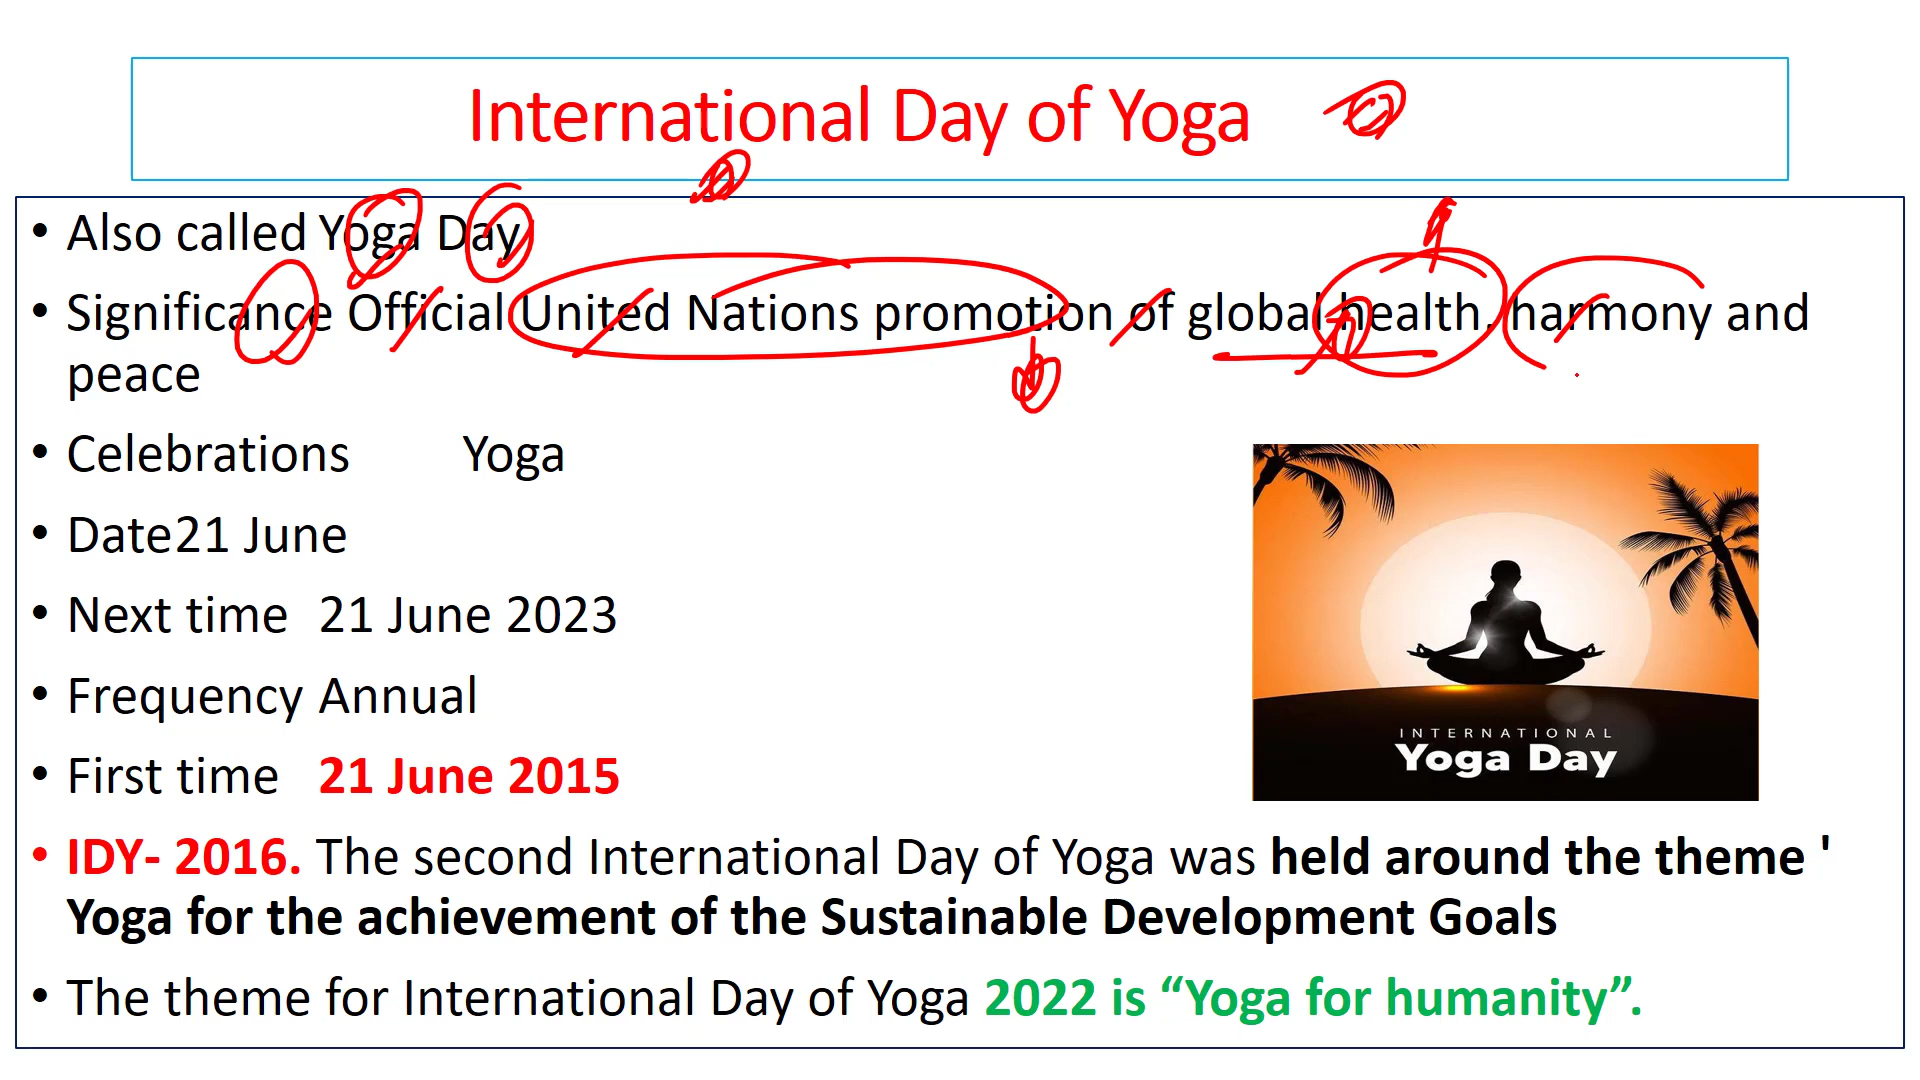 International Day of Yoga
• Also called Yoga Day
• Significance Official United Nations promotion of global health, harmony and
peace
• Celebrations Yoga
• Date21 June
• Next time 21 June 2023
• Frequency Annual
• First time 21 June 2015
INTERNATIONAL
Yoga Day
• IDY- 2016. The second International Day of Yoga was held around the theme '
Yoga for the achievement of the Sustainable Development Goals
• The theme for International Day of Yoga 2022 is “Yoga for humanity”.